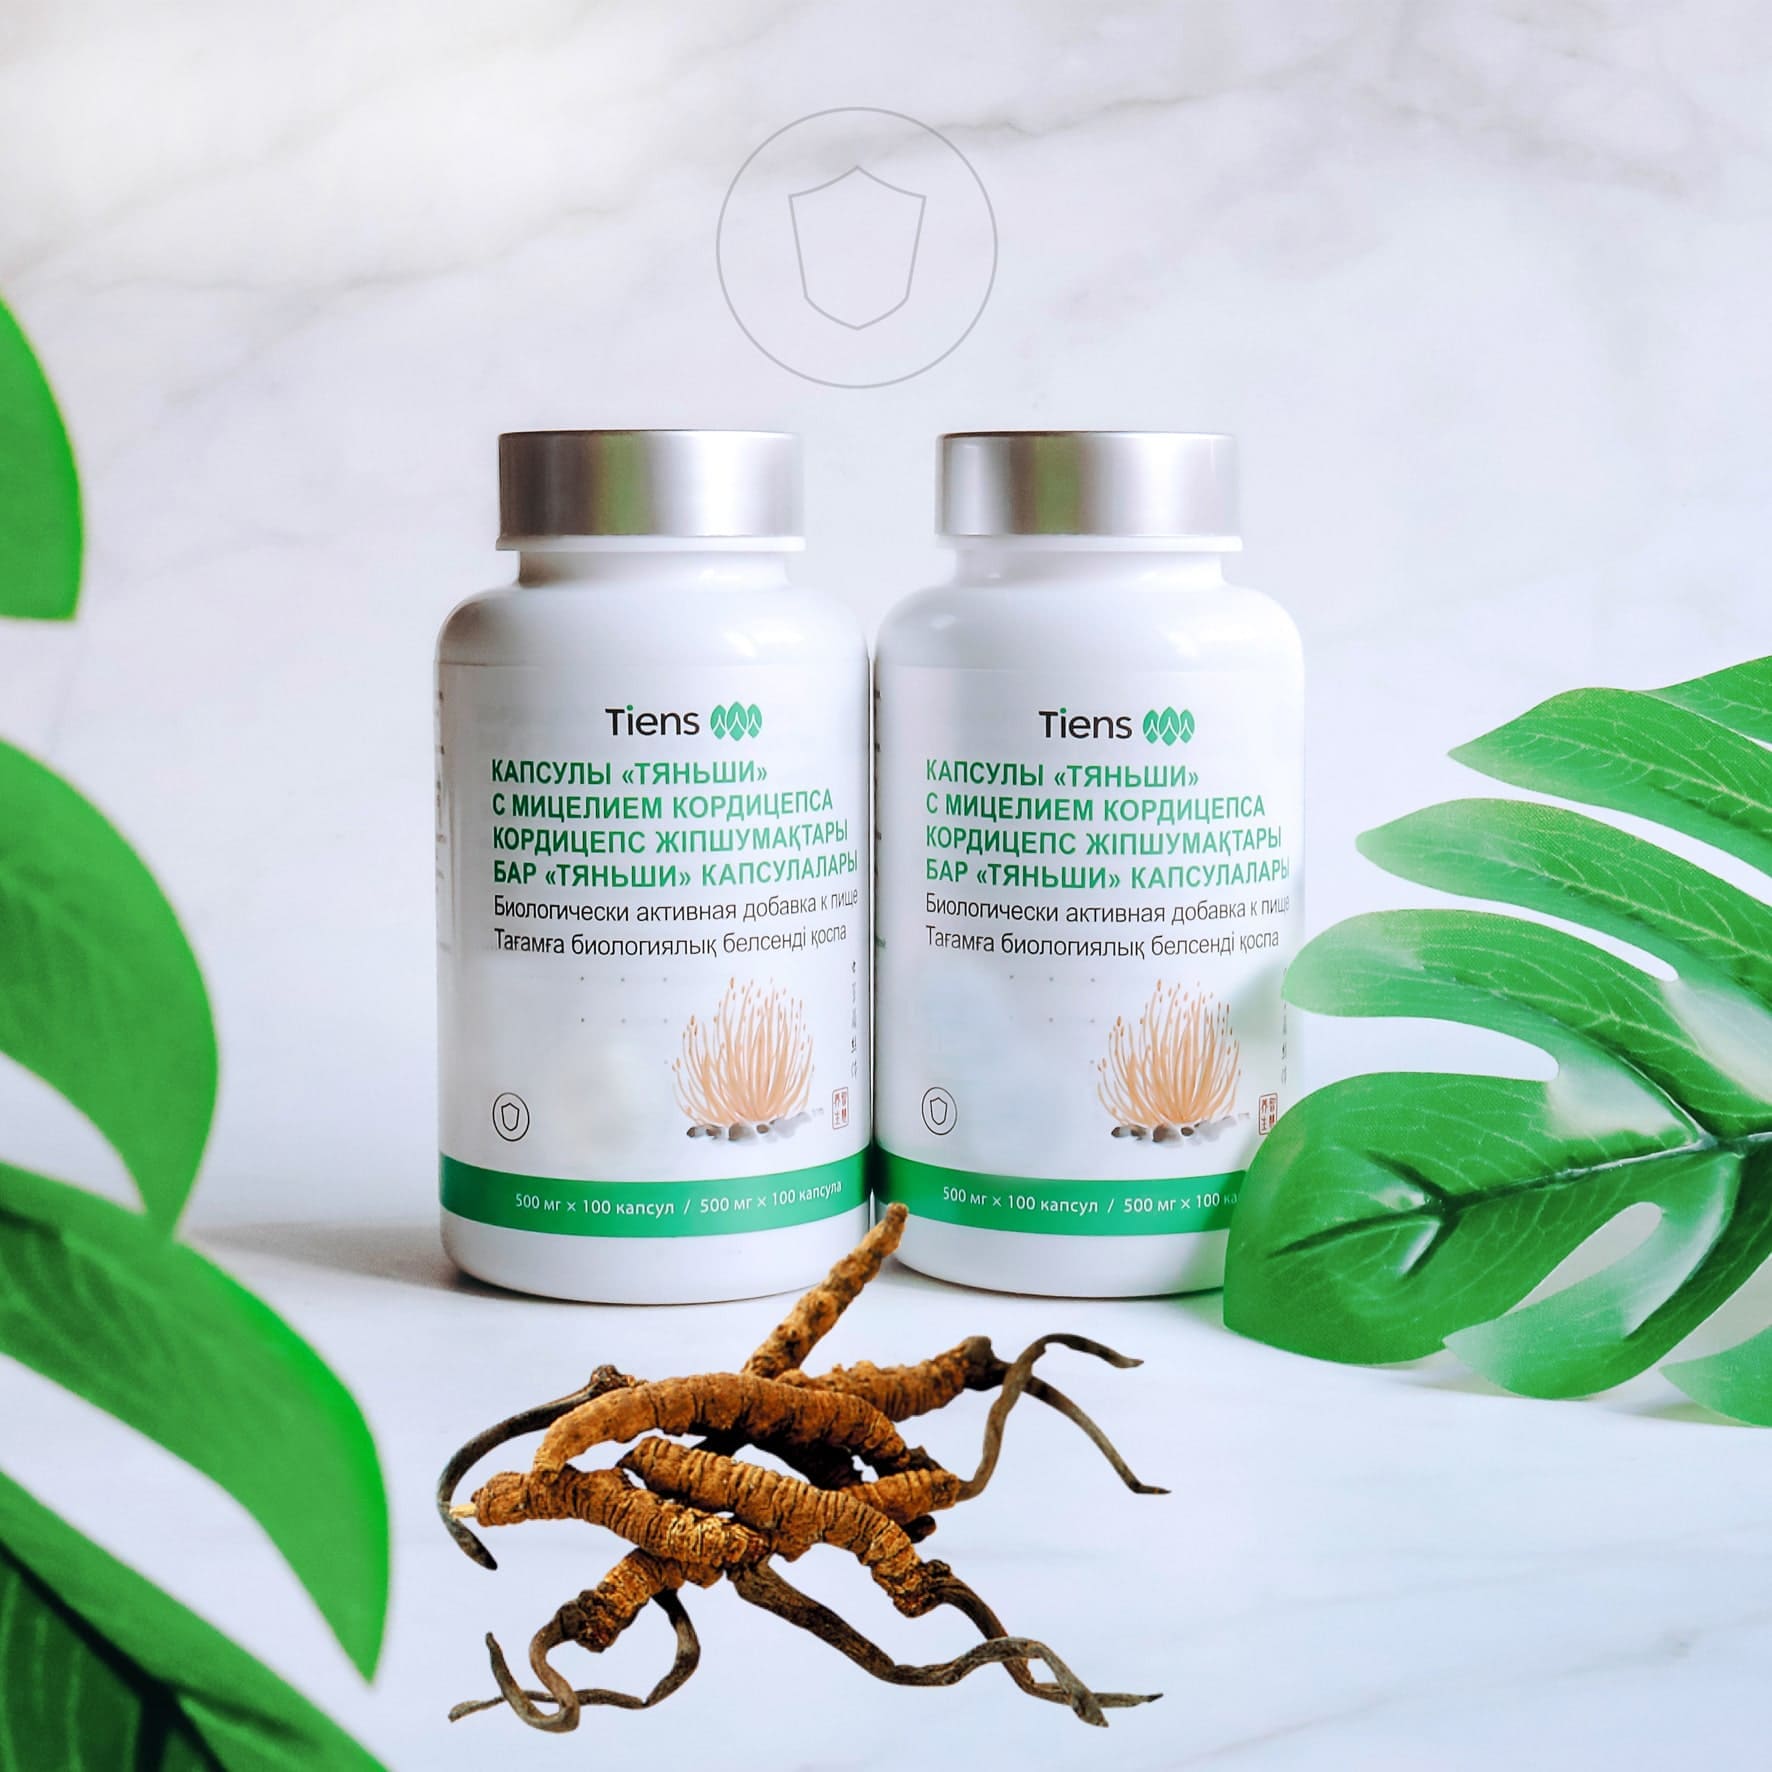 Tiens
КАПСУЛЫ «ТЯНЬШИ»
С МИЦЕЛИЕМ КОРДИЦЕПСА
КОРДИЦЕПС ЖІПШУМАҚТАРЫ
БАР «ТЯНЬШИ» КАПСУЛАЛАРЫ
Биологически активная добавка к пище
Тағамға биологиялық белсенді қоспа
500 мг × 100 капсул / 500 мг × 100 капсула
Tiens
КАПСУЛЫ «ТЯНЬШИ»
С МИЦЕЛИЕМ КОРДИЦЕПСА
КОРДИЦЕПС ЖІПШУМАҚТАРЫ
БАР «ТЯНЬШИ» КАПСУЛАЛАРЫ
Биологически активная добавка к пище
Тағамға биологиялық белсенді қоспа
500 мг × 100 капсул / 500 мг × 100